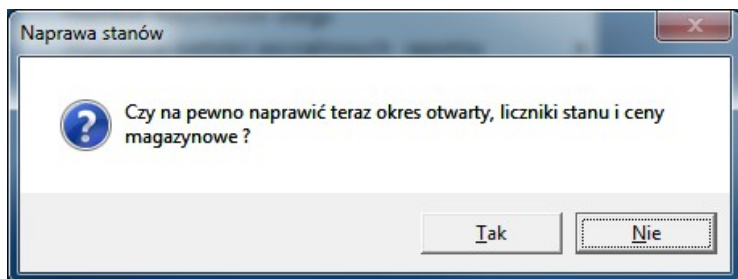 Naprawa stanów
Czy na pewno naprawić teraz okres otwarty, liczniki stanu i ceny
magazynowe ?
Tak
Nie